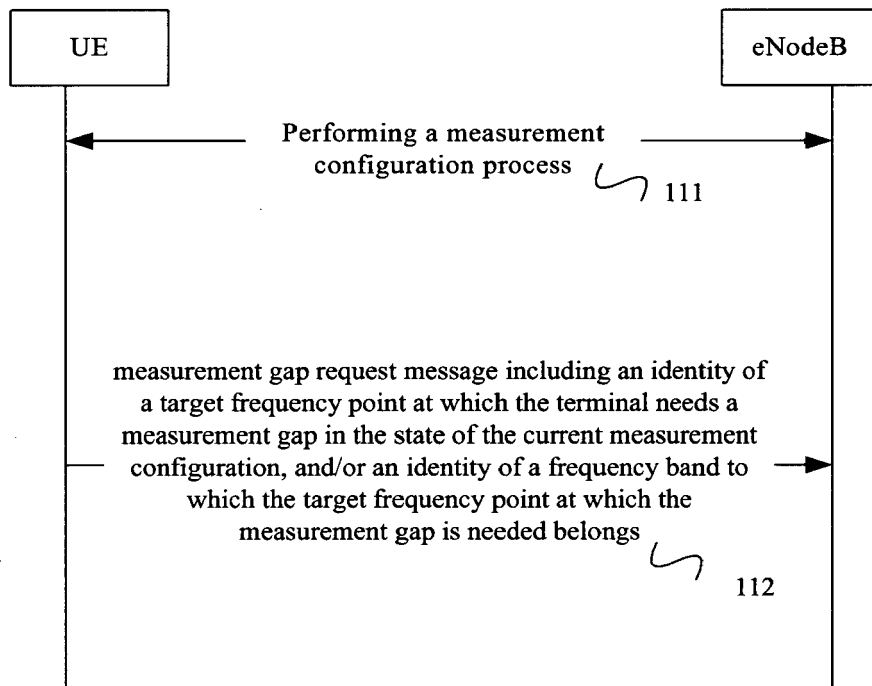 UE
eNodeB
Performing a measurement
configuration process
111
measurement gap request message including an identity of
a target frequency point at which the terminal needs a
measurement gap in the state of the current measurement
configuration, and/or an identity of a frequency band to
which the target frequency point at which the
measurement gap is needed belongs
112